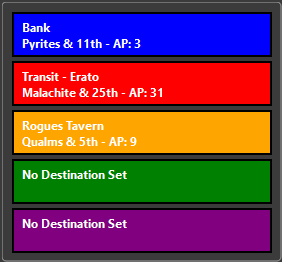 Bank
Pyrites & 11th - AP: 3
Transit - Erato
Malachite & 25th - AP: 31
Rogues Tavern
Qualms & 5th - AP: 9
No Destination Set
No Destination Set